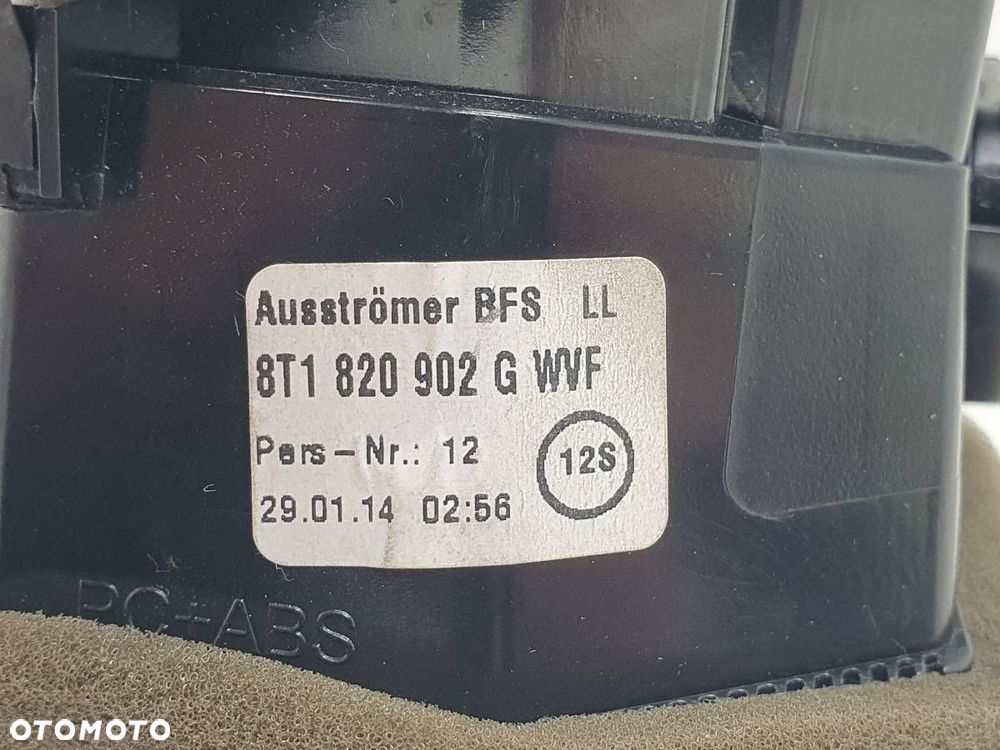 Ausströmer BFS LL
8T1 820 902 G WVF
Pers-Nr.: 12
12S
29.01.14 02:56
PC+ABS
OTOMOTO